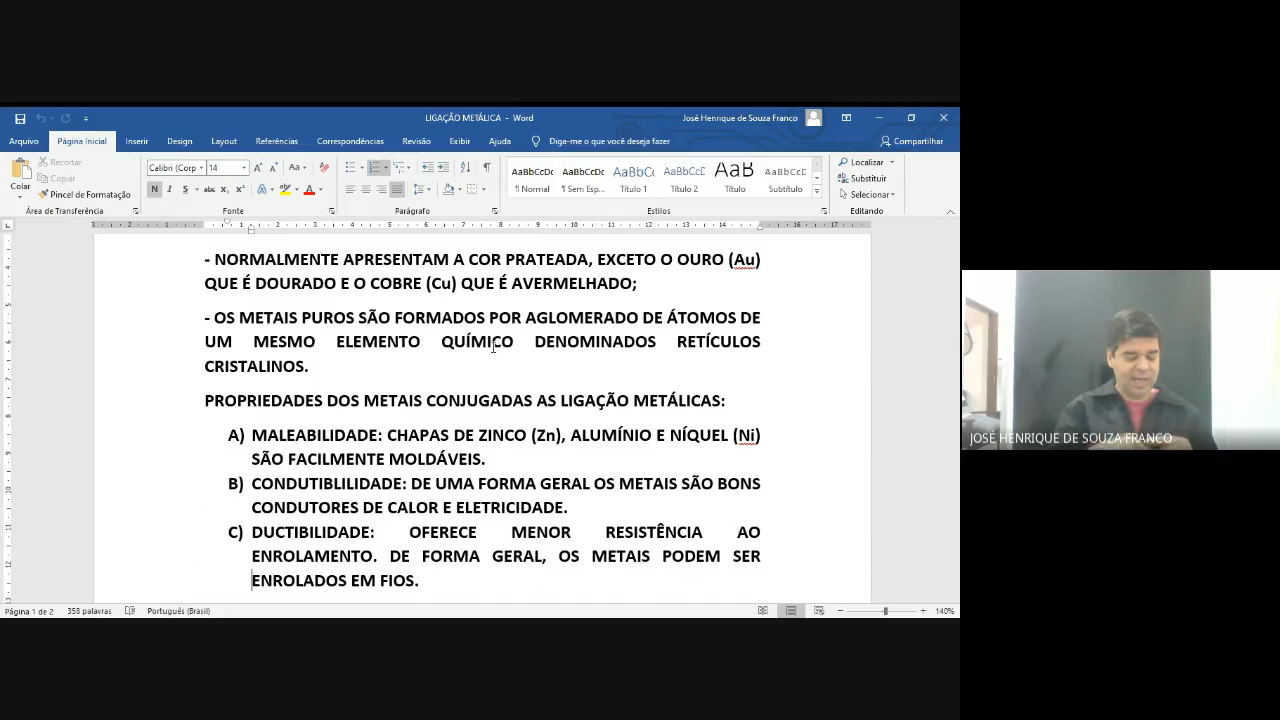 LIGAÇÃO METÁLICA - Word
José Henrique de Souza Franco
Arquivo
Página Inicial
Inserir
Design
Layout
Referências
Correspondências
Revisão
Exibir
Ajuda
Diga-me o que você deseja fazer
Compartilhar
Colar
Recortar
Copiar
Pincel de Formatação
Área de Transferência
Calibri (Corp
14
Fonte
Parágrafo
AaBbCcDc
AaBbCcDc
AaBbCc
AaBbCcC
AaB
AaBbCcD
¶ Normal
¶ Sem Esp...
Título 1
Título 2
Título
Subtítulo
Estilos
Localizar
Substituir
Selecionar
Editando
- NORMALMENTE APRESENTAM A COR PRATEADA, EXCETO O OURO (Au)
QUE É DOURADO E O COBRE (Cu) QUE É AVERMELHADO;
- OS METAIS PUROS SÃO FORMADOS POR AGLOMERADO DE ÁTOMOS DE
UM MESMO ELEMENTO QUÍMICO DENOMINADOS RETÍCULOS
CRISTALINOS.
PROPRIEDADES DOS METAIS CONJUGADAS AS LIGAÇÃO METÁLICAS:
A) MALEABILIDADE: CHAPAS DE ZINCO (Zn), ALUMÍNIO E NÍQUEL (Ni)
SÃO FACILMENTE MOLDÁVEIS.
B) CONDUTIBLILIDADE: DE UMA FORMA GERAL OS METAIS SÃO BONS
CONDUTORES DE CALOR E ELETRICIDADE.
C) DUCTIBILIDADE: OFERECE MENOR RESISTÊNCIA AO
ENROLAMENTO. DE FORMA GERAL, OS METAIS PODEM SER
ENROLADOS EM FIOS.
Página 1 de 2
358 palavras
Português (Brasil)
140%
JOSÉ HENRIQUE DE SOUZA FRANCO